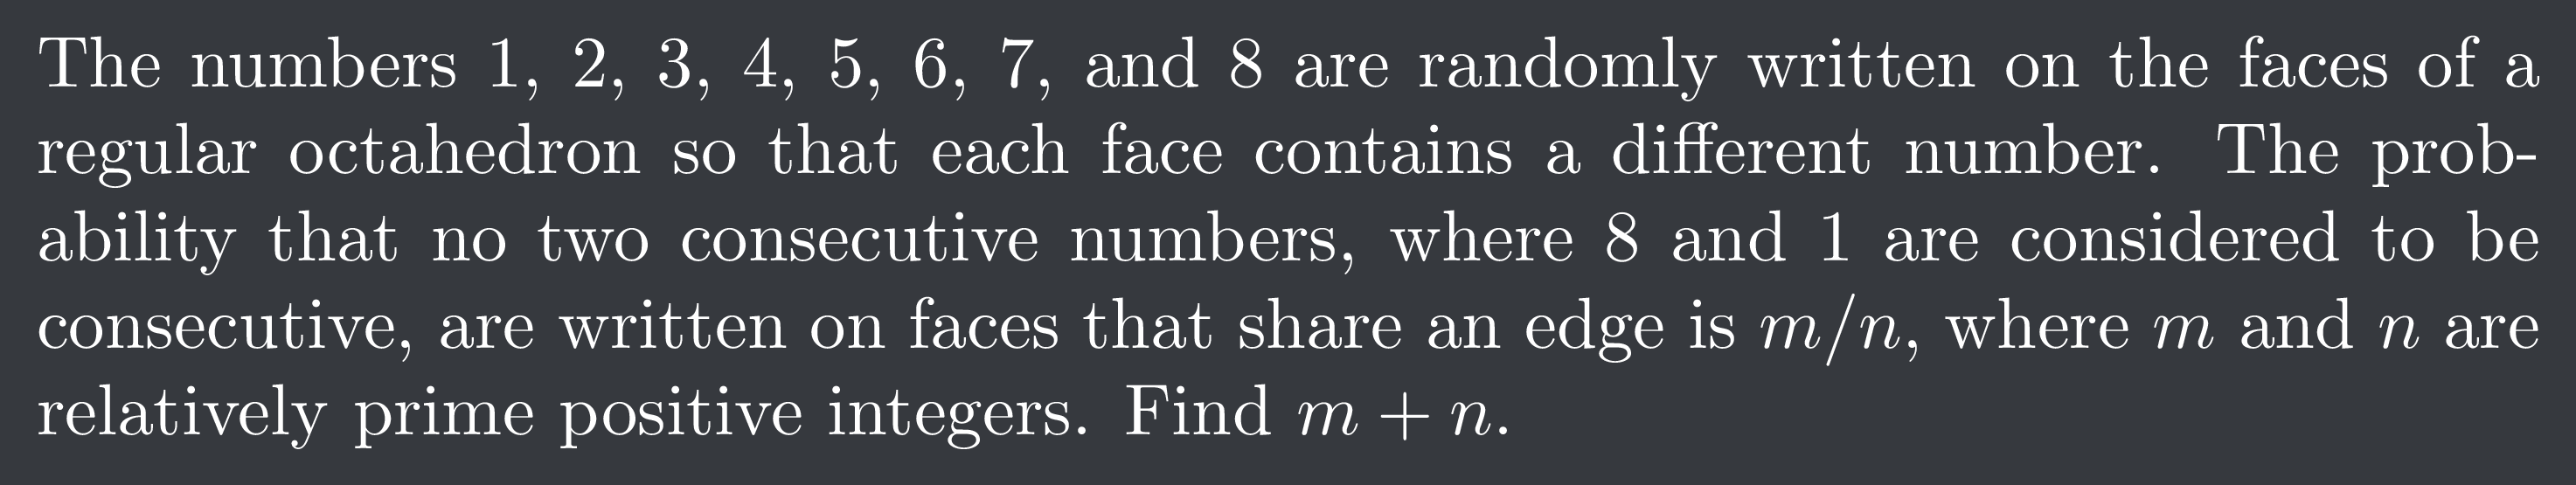 The numbers 1, 2, 3, 4, 5, 6, 7, and 8 are randomly written on the faces of a
regular octahedron so that each face contains a different number. The prob-
ability that no two consecutive numbers, where 8 and 1 are considered to be
consecutive, are written on faces that share an edge is m/n, where m and n are
relatively prime positive integers. Find m + n.